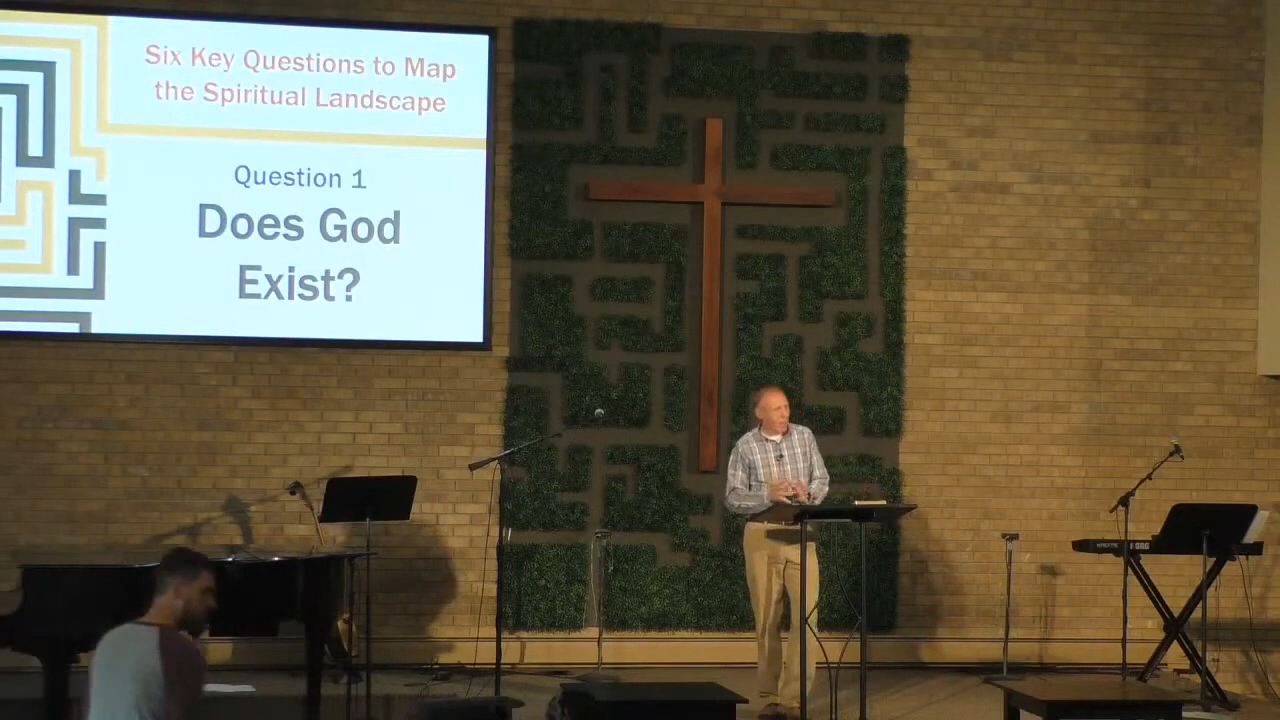 Six Key Questions to Map
the Spiritual Landscape
Question 1
Does God
Exist?